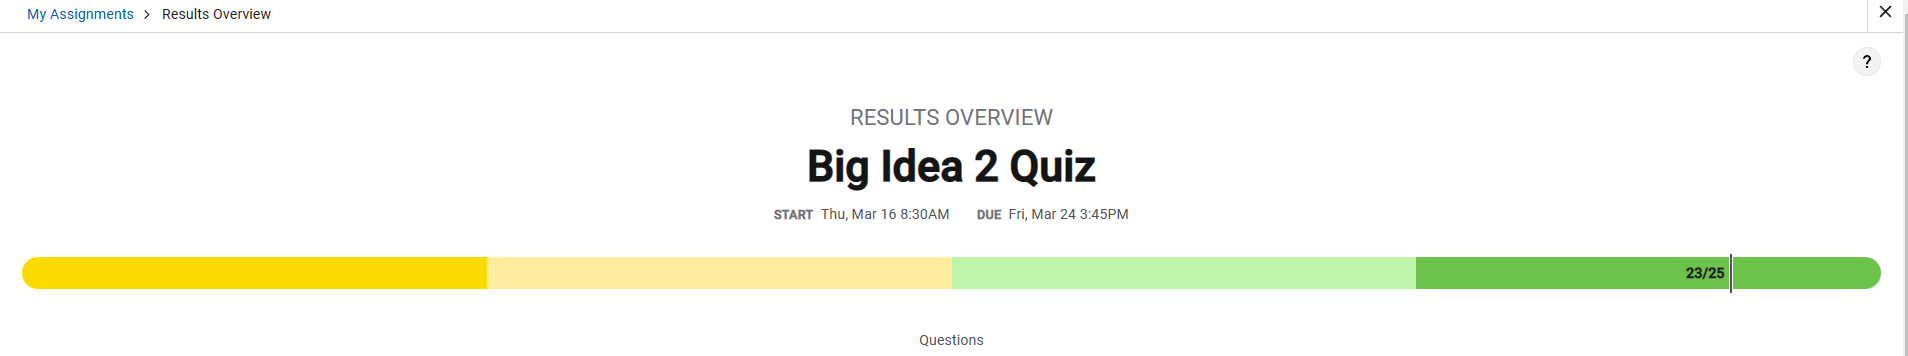 My Assignments > Results Overview
?
RESULTS OVERVIEW
Big Idea 2 Quiz
START Thu, Mar 16 8:30AM DUE Fri, Mar 24 3:45PM
23/25
Questions